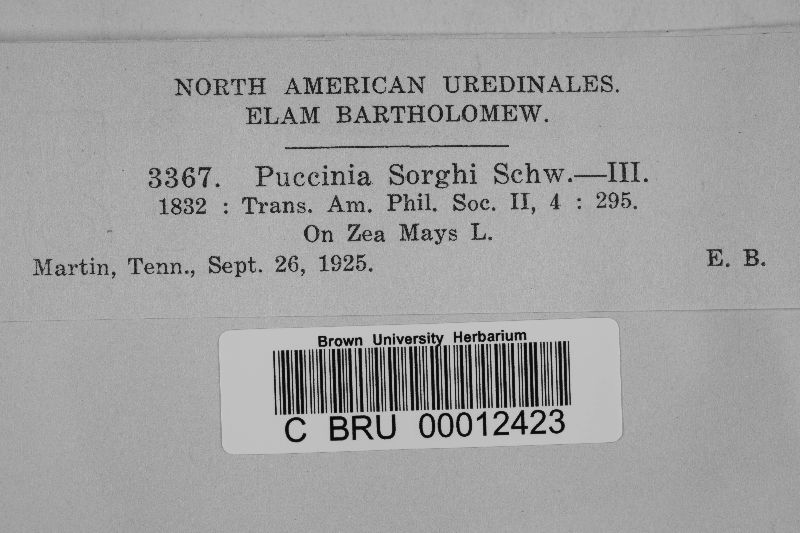 NORTH AMERICAN UREDINALES.
ELAM BARTHOLOMEW.
3367. Puccinia Sorghi Schw.—III.
1832 : Trans. Am. Phil. Soc. II, 4 : 295.
On Zea Mays L.
Martin, Tenn., Sept. 26, 1925. E. B.
Brown University Herbarium
C BRU 00012423